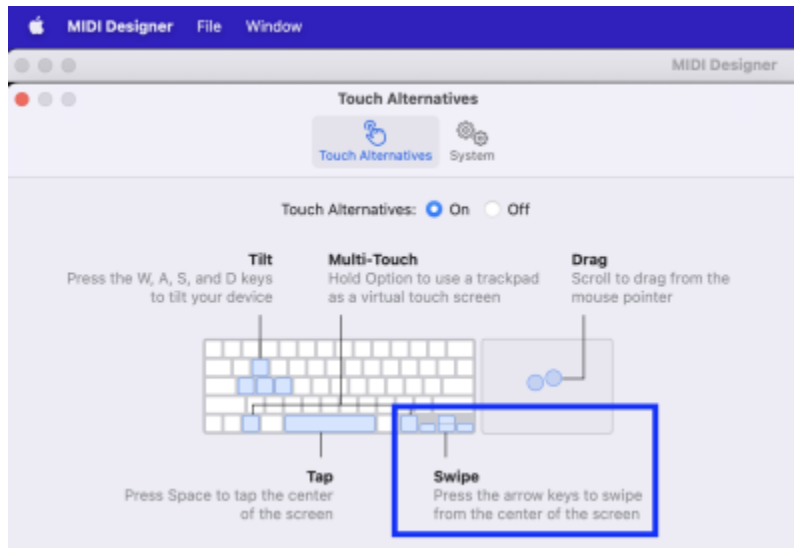 MIDI Designer File Window
MIDI Designer
Touch Alternatives
Touch Alternatives System
Touch Alternatives: On Off
Tilt
Press the W, A, S, and D keys
to tilt your device
Multi-Touch
Hold Option to use a trackpad
as a virtual touch screen
Drag
Scroll to drag from the
mouse pointer
Tap
Press Space to tap the center
of the screen
Swipe
Press the arrow keys to swipe
from the center of the screen